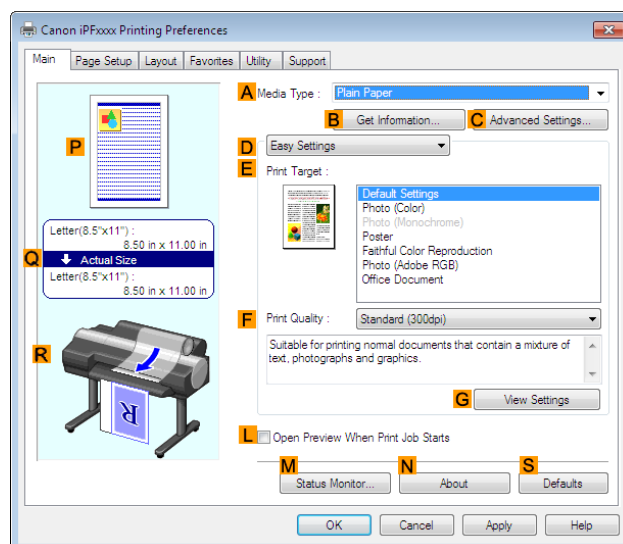 Canon iPFxxxx Printing Preferences
Main Page Setup Layout Favorites Utility Support
A Media Type : Plain Paper
B Get Information... C Advanced Settings...
D Easy Settings
E Print Target :
P
Default Settings
Photo (Color)
Photo (Monochrome)
Poster
Faithful Color Reproduction
Photo (Adobe RGB)
Office Document
Letter(8.5"x11") :
8.50 in x 11.00 in
Q Actual Size
Letter(8.5"x11") :
8.50 in x 11.00 in
F Print Quality : Standard (300dpi)
Suitable for printing normal documents that contain a mixture of
text, photographs and graphics.
R
R
G View Settings
L Open Preview When Print Job Starts
M Status Monitor... N About S Defaults
OK Cancel Apply Help